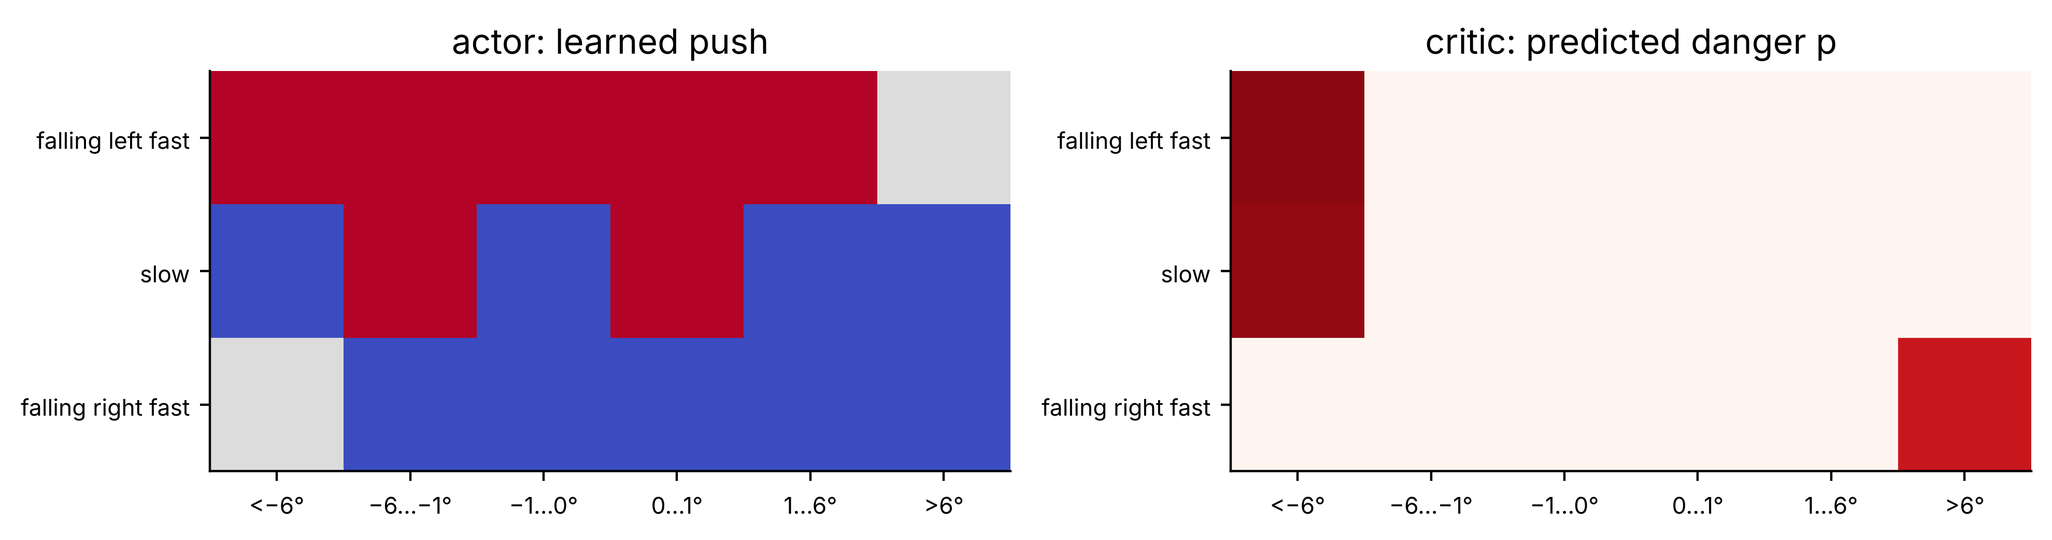 actor: learned push
falling left fast
slow
falling right fast
<−6°
−6…−1°
−1…0°
0…1°
1…6°
>6°
critic: predicted danger p
falling left fast
slow
falling right fast
<−6°
−6…−1°
−1…0°
0…1°
1…6°
>6°